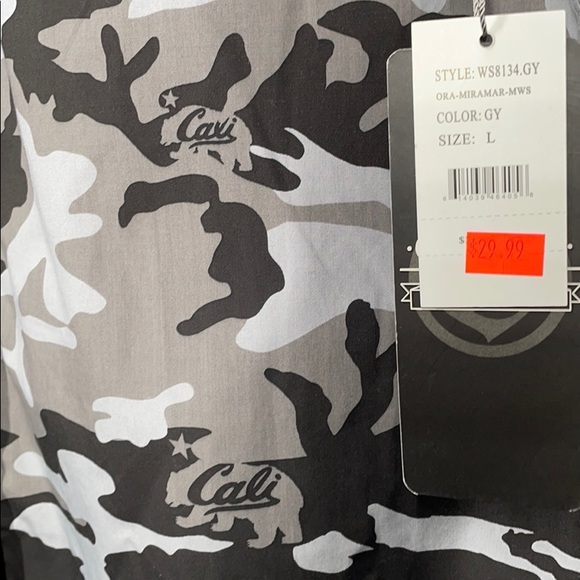 STYLE: WS8134.GY
ORA-MIRAMAR-MWS
COLOR: GY
SIZE: L
$
$29.99
Cali
Cali